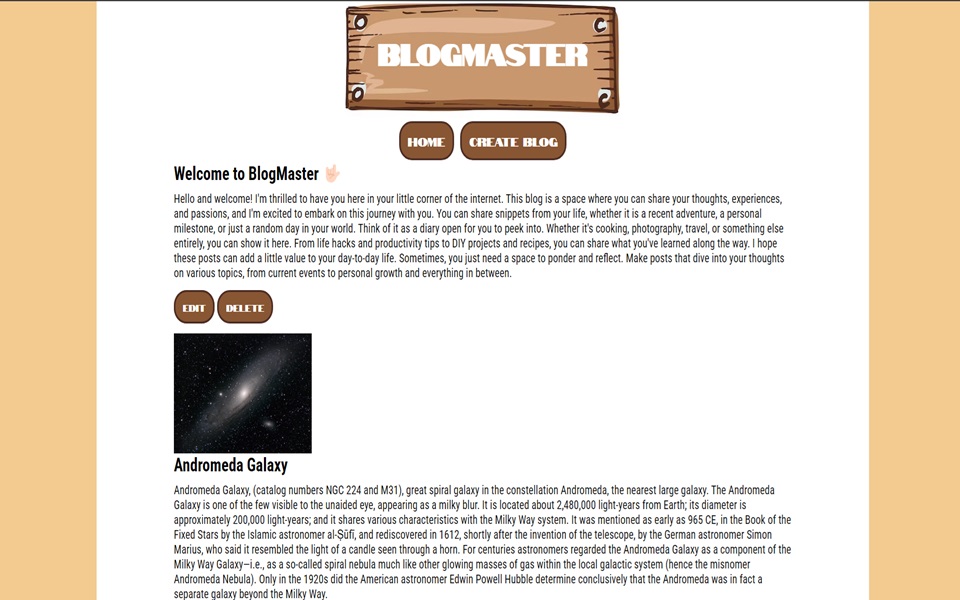 BLOGMASTER
HOME CREATE BLOG
Welcome to BlogMaster 🤟🏻
Hello and welcome! I'm thrilled to have you here in your little corner of the internet. This blog is a space where you can share your thoughts, experiences,
and passions, and I'm excited to embark on this journey with you. You can share snippets from your life, whether it is a recent adventure, a personal
milestone, or just a random day in your world. Think of it as a diary open for you to peek into. Whether it's cooking, photography, travel, or something else
entirely, you can show it here. From life hacks and productivity tips to DIY projects and recipes, you can share what you've learned along the way. I hope
these posts can add a little value to your day-to-day life. Sometimes, you just need a space to ponder and reflect. Make posts that dive into your thoughts
on various topics, from current events to personal growth and everything in between.
EDIT DELETE
Andromeda Galaxy
Andromeda Galaxy, (catalog numbers NGC 224 and M31), great spiral galaxy in the constellation Andromeda, the nearest large galaxy. The Andromeda
Galaxy is one of the few visible to the unaided eye, appearing as a milky blur. It is located about 2,480,000 light-years from Earth; its diameter is
approximately 200,000 light-years; and it shares various characteristics with the Milky Way system. It was mentioned as early as 965 CE, in the Book of the
Fixed Stars by the Islamic astronomer al-Ṣūfī, and rediscovered in 1612, shortly after the invention of the telescope, by the German astronomer Simon
Marius, who said it resembled the light of a candle seen through a horn. For centuries astronomers regarded the Andromeda Galaxy as a component of the
Milky Way Galaxy—i.e., as a so-called spiral nebula much like other glowing masses of gas within the local galactic system (hence the misnomer
Andromeda Nebula). Only in the 1920s did the American astronomer Edwin Powell Hubble determine conclusively that the Andromeda was in fact a
separate galaxy beyond the Milky Way.